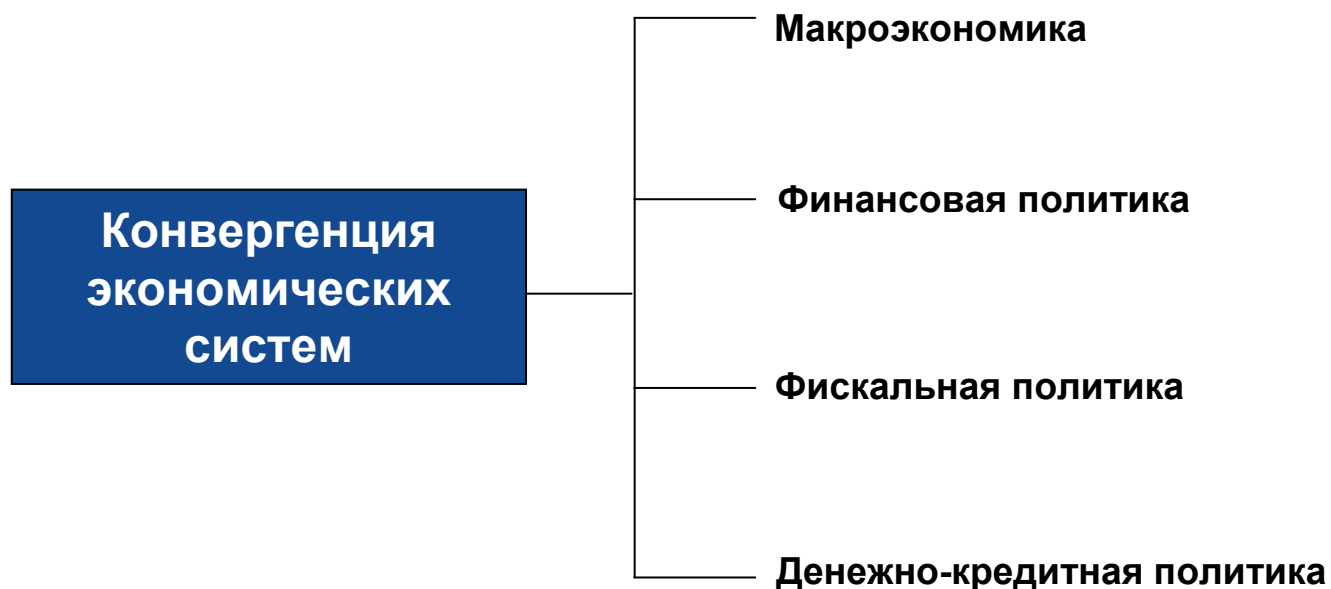 Макроэкономика
Финансовая политика
Конвергенция
экономических
систем
Фискальная политика
Денежно-кредитная политика